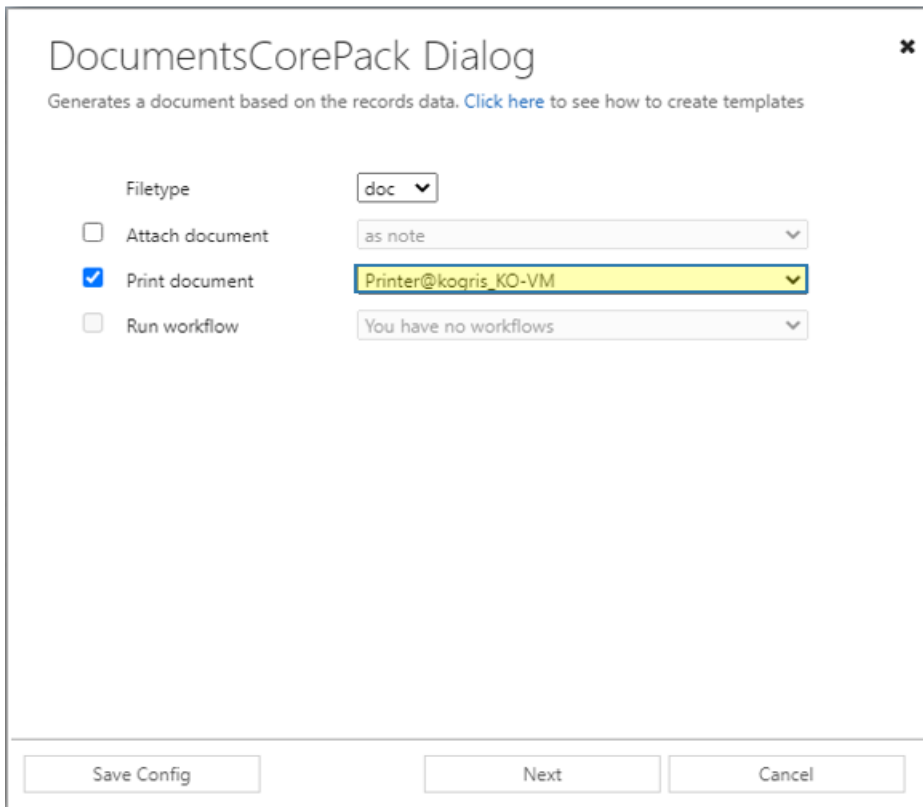 DocumentsCorePack Dialog
Generates a document based on the records data. Click here to see how to create templates
Filetype doc
Attach document as note
Print document Printer@kogris_KO-VM
Run workflow You have no workflows
Save Config Next Cancel